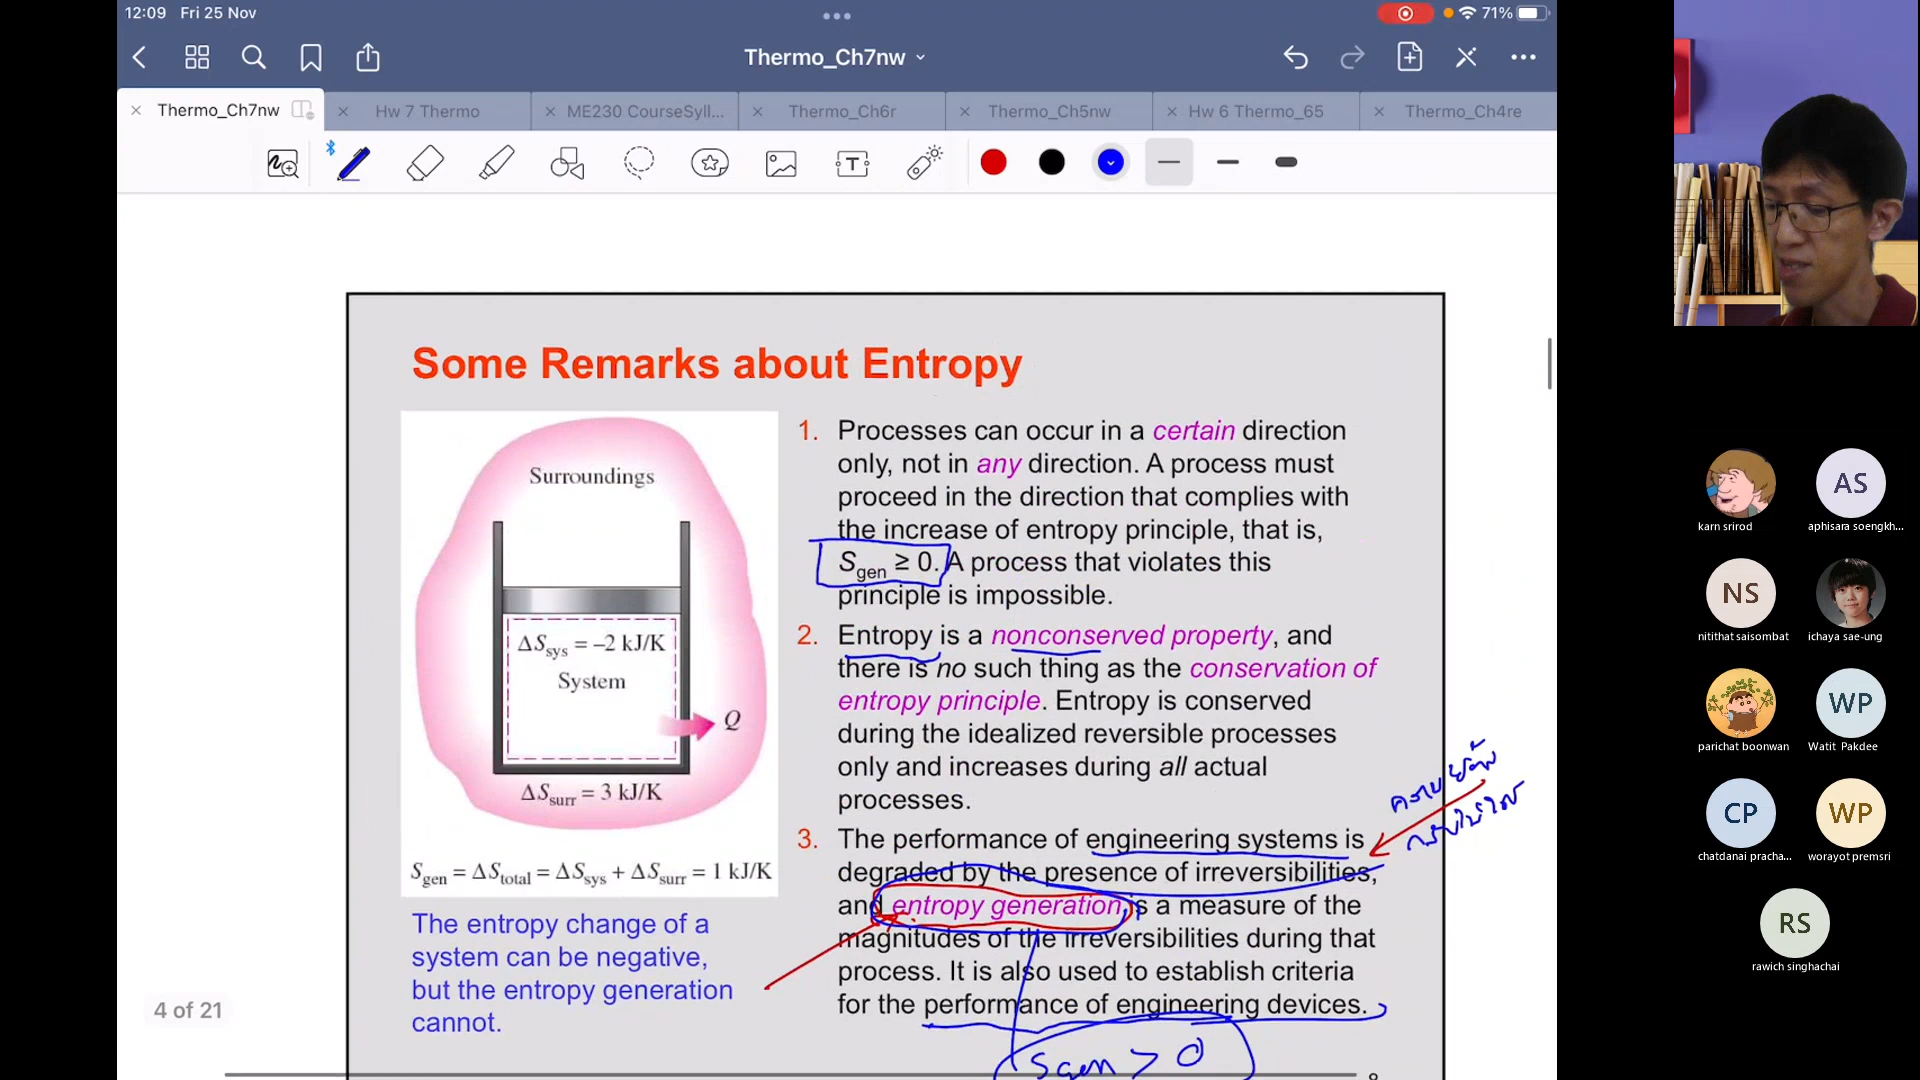 12:09 Fri 25 Nov
71%
Thermo_Ch7nw
Thermo_Ch7nw
Hw 7 Thermo
ME230 CourseSyll...
Thermo_Ch6r
Thermo_Ch5nw
Hw 6 Thermo_65
Thermo_Ch4re
T
Some Remarks about Entropy
Surroundings
ΔSsys = –2 kJ/K
System
Q
ΔSsurr = 3 kJ/K
Sgen = ΔStotal = ΔSsys + ΔSsurr = 1 kJ/K
The entropy change of a
system can be negative,
but the entropy generation
cannot.
1. Processes can occur in a certain direction
only, not in any direction. A process must
proceed in the direction that complies with
the increase of entropy principle, that is,
Sgen ≥ 0. A process that violates this
principle is impossible.
2. Entropy is a nonconserved property, and
there is no such thing as the conservation of
entropy principle. Entropy is conserved
during the idealized reversible processes
only and increases during all actual
processes.
3. The performance of engineering systems is
degraded by the presence of irreversibilities,
and entropy generation is a measure of the
magnitudes of the irreversibilities during that
process. It is also used to establish criteria
for the performance of engineering devices.
Sgen > 0
4 of 21
karn srirod
AS
aphisara soengkh...
NS
nitithat saisombat
ichaya sae-ung
parichat boonwan
WP
Watit Pakdee
CP
chatdanai pracha...
WP
worayot premsri
RS
rawich singhachai